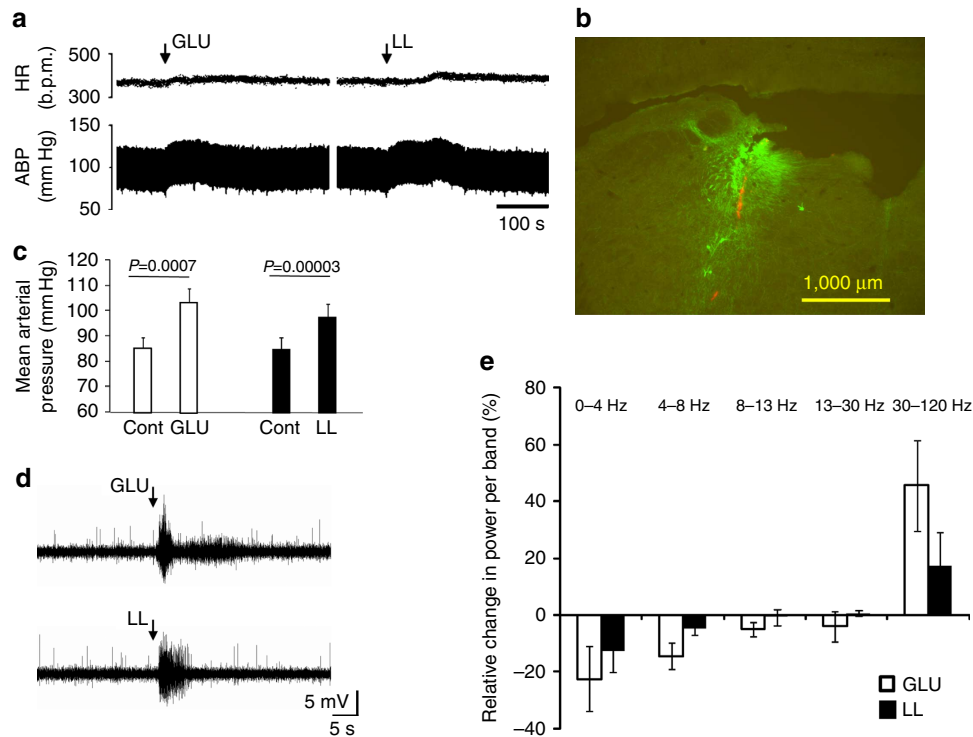 a
GLU
LL
HR
(b.p.m.)
500
300
ABP
(mm Hg)
150
100
50
100 s
b
1,000 μm
c
Mean arterial
pressure (mm Hg)
120
110
100
90
80
70
60
P=0.0007
P=0.00003
Cont GLU
Cont LL
d
GLU
LL
5 mV
5 s
e
Relative change in power per band (%)
80
60
40
20
0
–20
–40
0–4 Hz 4–8 Hz 8–13 Hz 13–30 Hz 30–120 Hz
GLU
LL